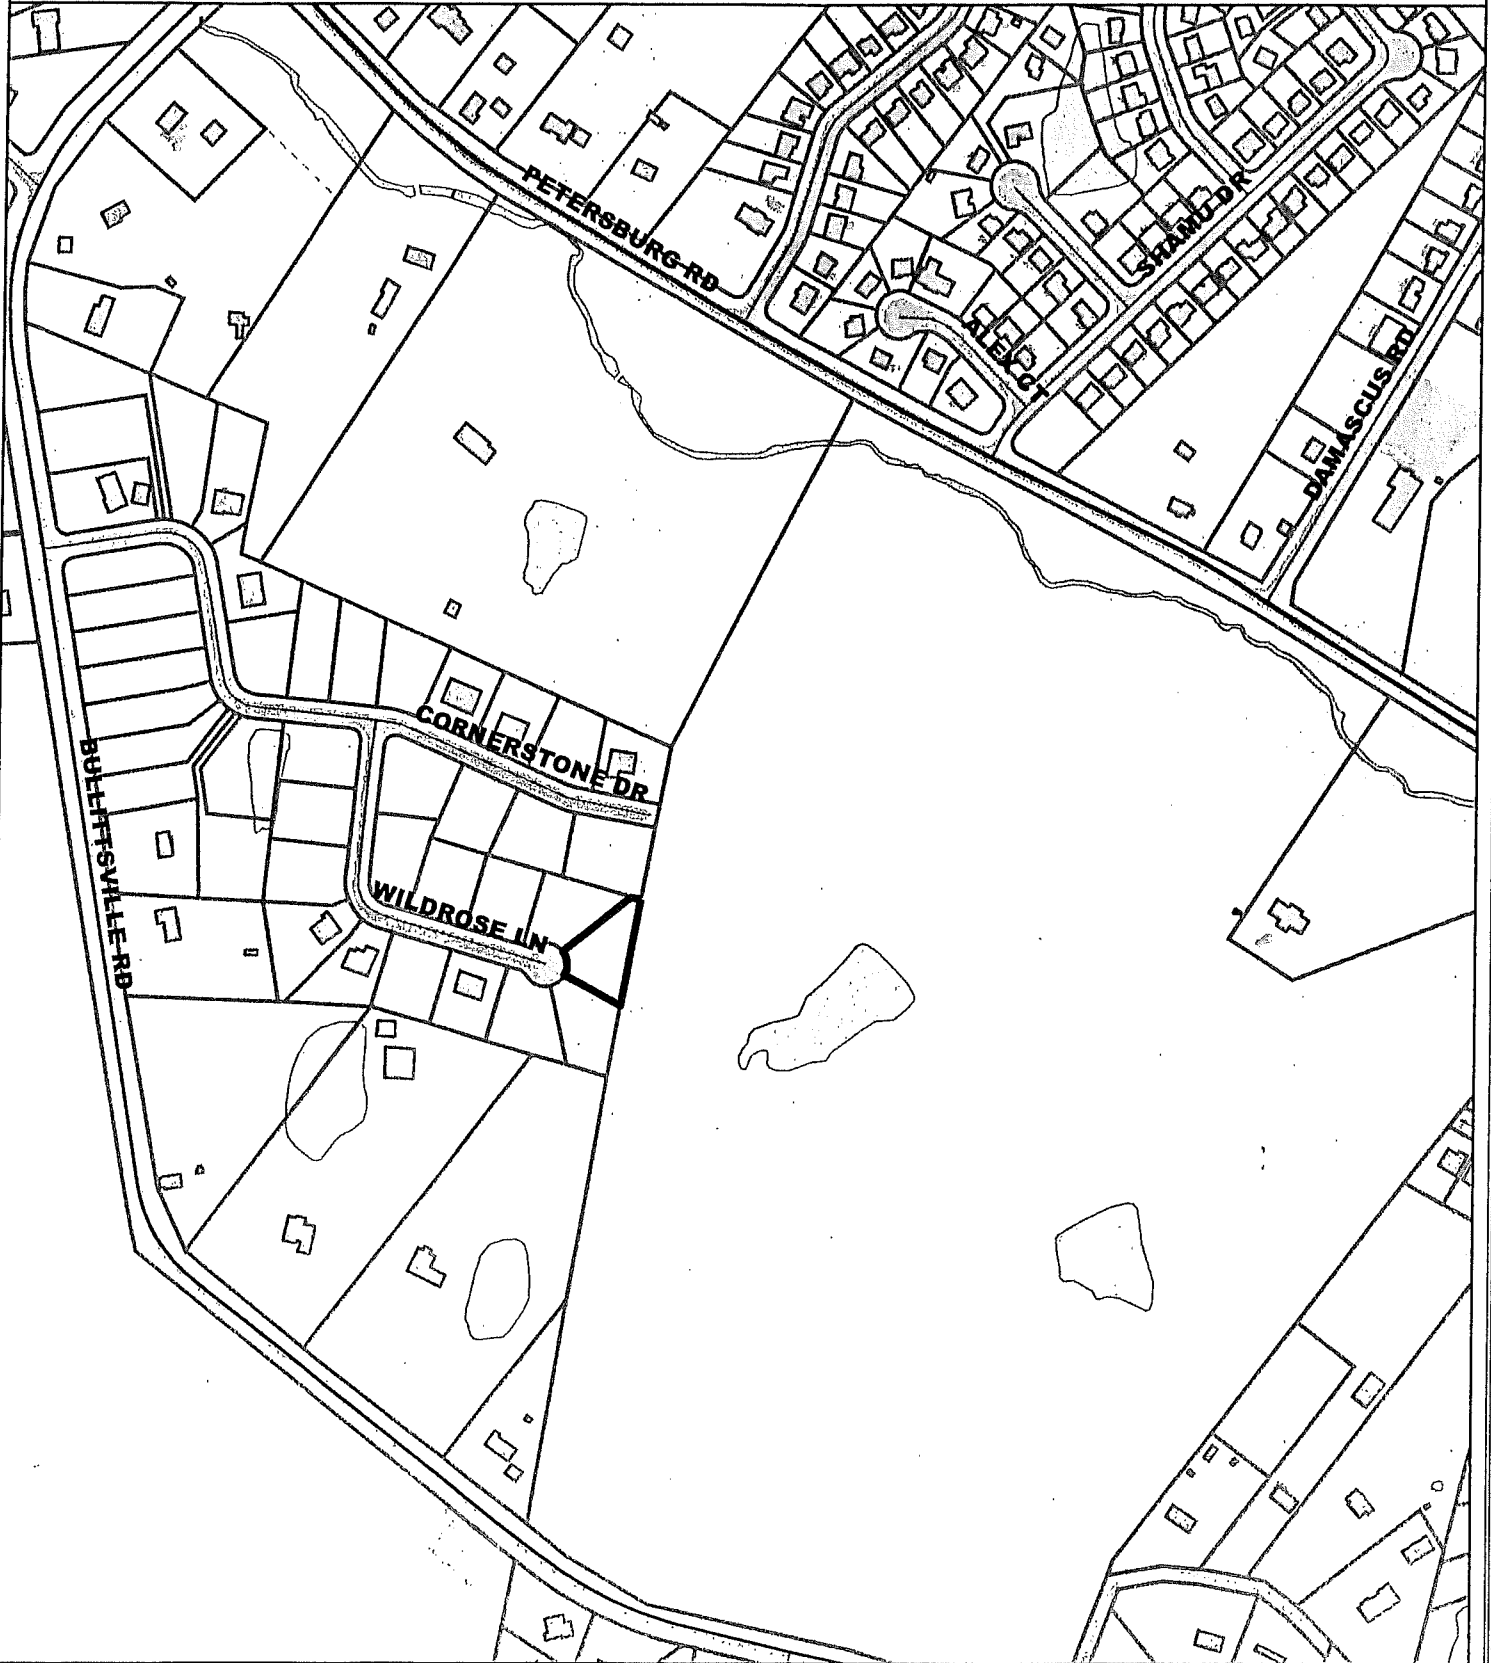 PETERSBURG RD
SHAMU DR
ALEX CT
DAMASCUS RD
CORNERSTONE DR
BULLITTSVILLE RD
WILDROSE LN